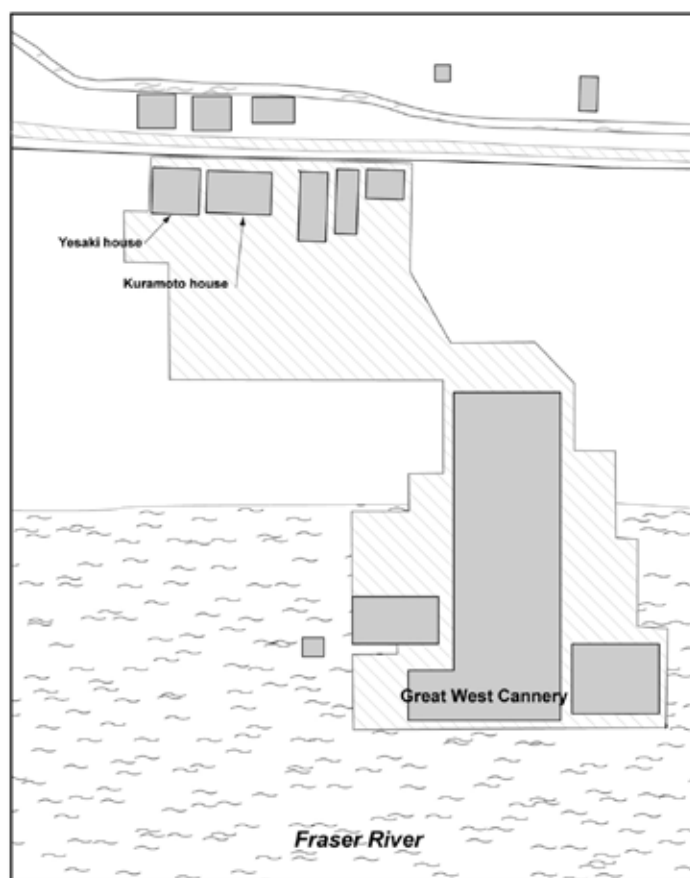 Yesaki house
Kuramoto house
Great West Cannery
Fraser River